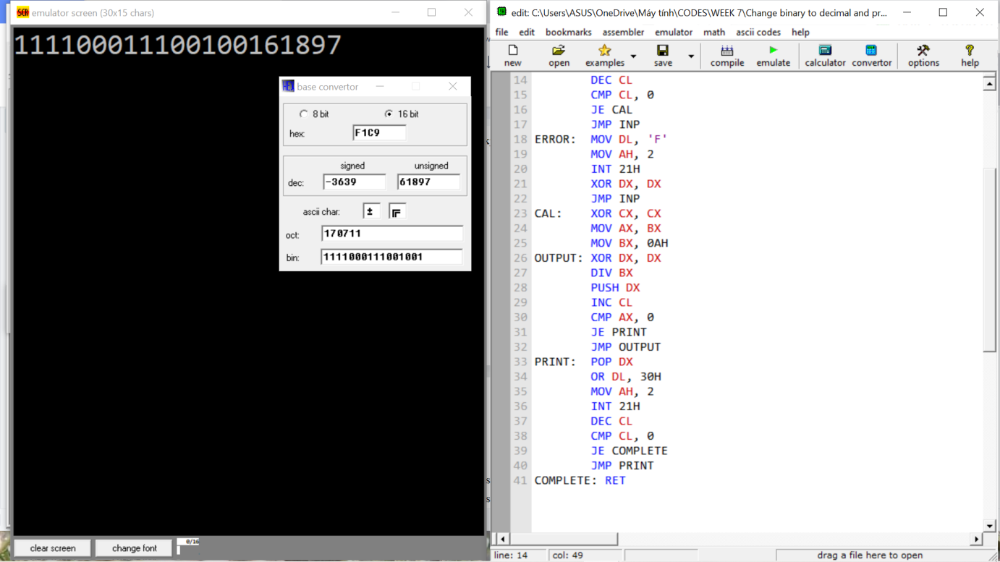 emulator screen (30x15 chars)
111100011100100161897
base convertor
8 bit
16 bit
hex:
F1C9
signed
unsigned
dec:
-3639
61897
ascii char:
±
╔
oct:
170711
bin:
1111000111001001
clear screen
change font
0/16
edit: C:\Users\ASUS\OneDrive\Máy tính\CODES\WEEK 7\Change binary to decimal and pr...
file edit bookmarks assembler emulator math ascii codes help
new open examples save compile emulate calculator convertor options help
14 DEC CL
15 CMP CL, 0
16 JE CAL
17 JMP INP
18 ERROR: MOV DL, 'F'
19 MOV AH, 2
20 INT 21H
21 XOR DX, DX
22 JMP INP
23 CAL: XOR CX, CX
24 MOV AX, BX
25 MOV BX, 0AH
26 OUTPUT: XOR DX, DX
27 DIV BX
28 PUSH DX
29 INC CL
30 CMP AX, 0
31 JE PRINT
32 JMP OUTPUT
33 PRINT: POP DX
34 OR DL, 30H
35 MOV AH, 2
36 INT 21H
37 DEC CL
38 CMP CL, 0
39 JE COMPLETE
40 JMP PRINT
41 COMPLETE: RET
line: 14
col: 49
drag a file here to open